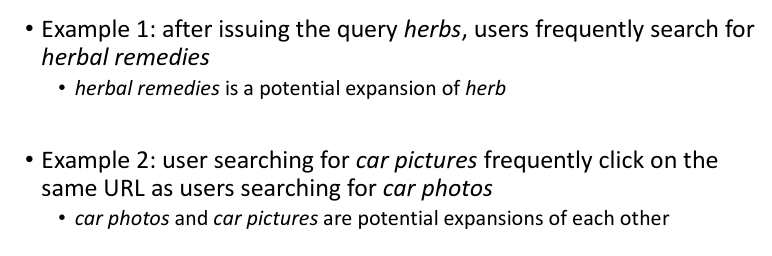 • Example 1: after issuing the query herbs, users frequently search for
herbal remedies
• herbal remedies is a potential expansion of herb
• Example 2: user searching for car pictures frequently click on the
same URL as users searching for car photos
• car photos and car pictures are potential expansions of each other